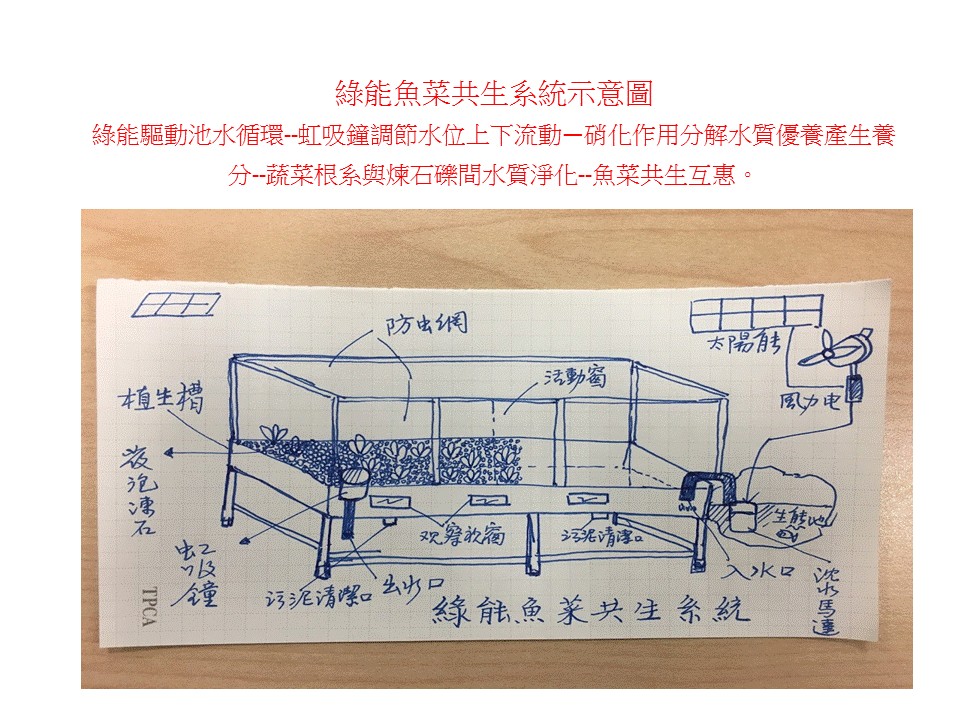 綠能魚菜共生系統示意圖
綠能驅動池水循環--虹吸鐘調節水位上下流動—硝化作用分解水質優養產生養
分--蔬菜根系與煉石礫間水質淨化--魚菜共生互惠。
防虫網
太陽能
活動窗
植生槽
風力电
發泡凍石
生態池
观察視窗
污泥清潔口
虹吸鐘
入水口
沈水馬達
污泥清潔口
出水口
綠能魚菜共生系統
TPCA